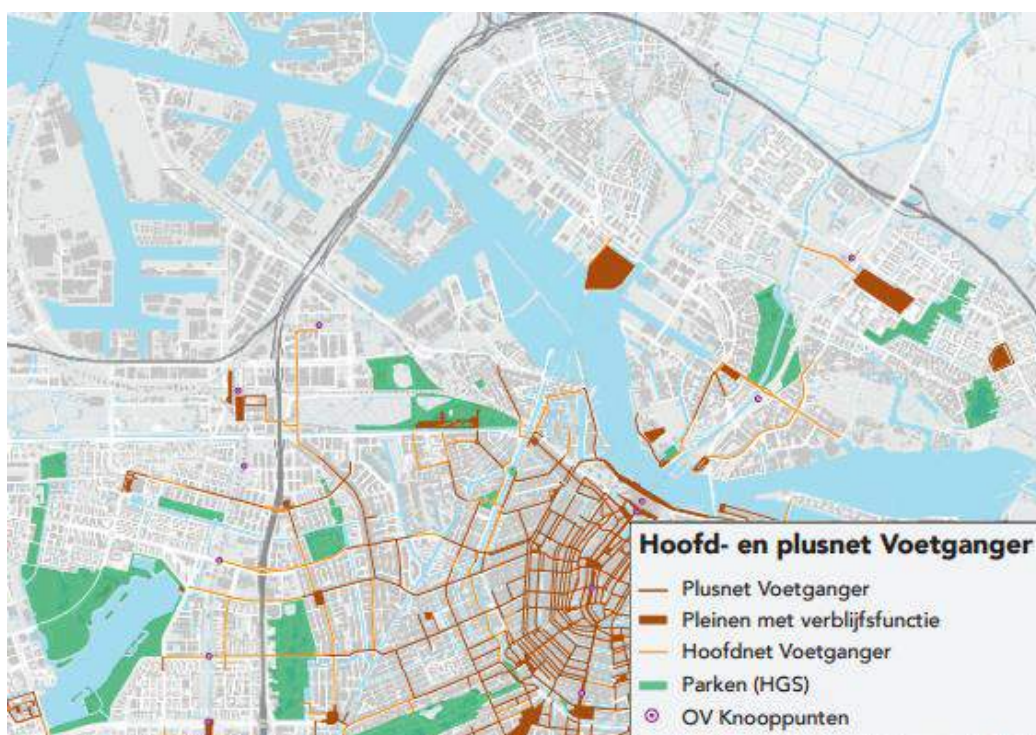 Hoofd- en plusnet Voetganger
Plusnet Voetganger
Pleinen met verblijfsfunctie
Hoofdnet Voetganger
Parken (HGS)
OV Knooppunten